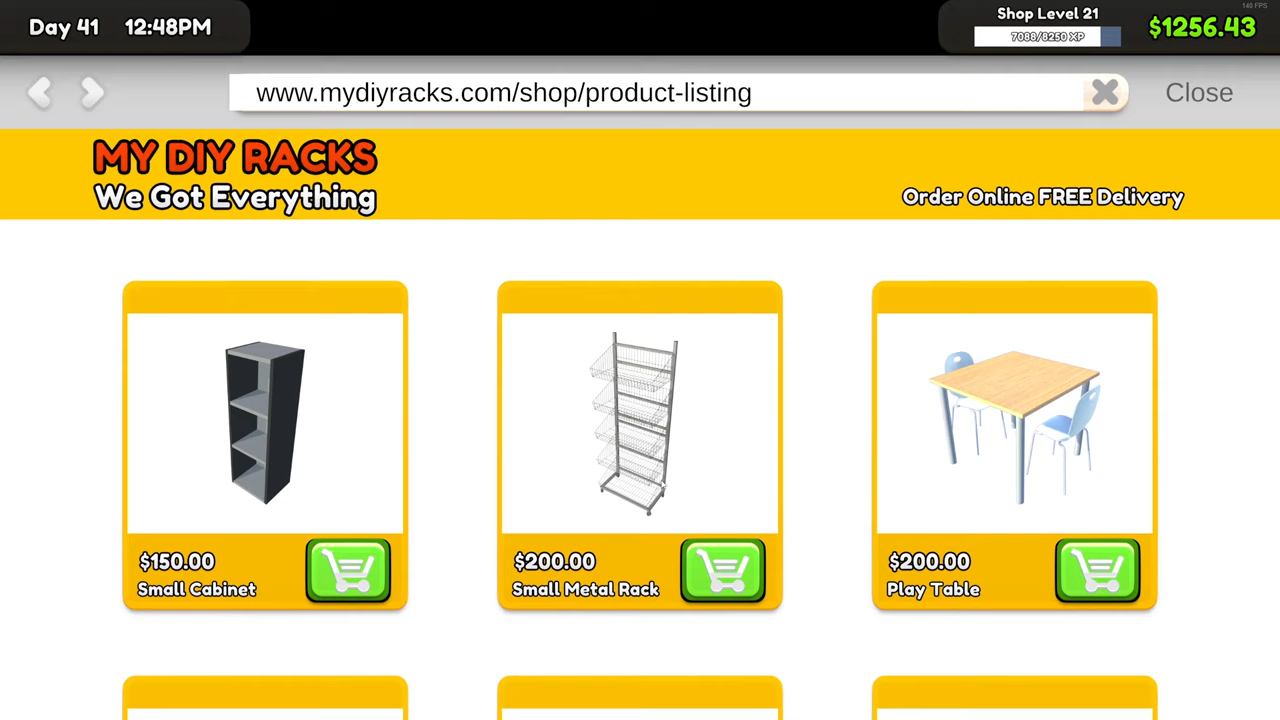 140 FPS
Day 41 12:48PM
Shop Level 21
7088/8250 XP
$1256.43
www.mydiyracks.com/shop/product-listing
Close
MY DIY RACKS
We Got Everything
Order Online FREE Delivery
$150.00
Small Cabinet
$200.00
Small Metal Rack
$200.00
Play Table